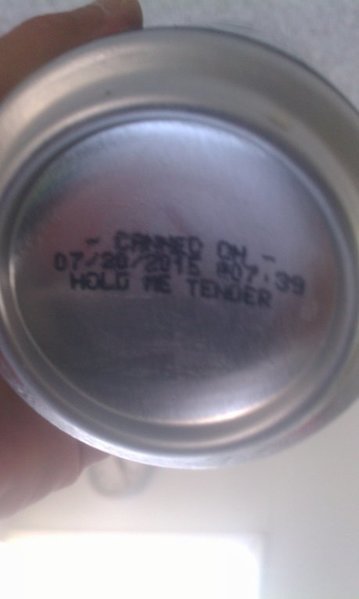 - CANNED ON -
07/28/2015 @07:39
HOLD ME TENDER